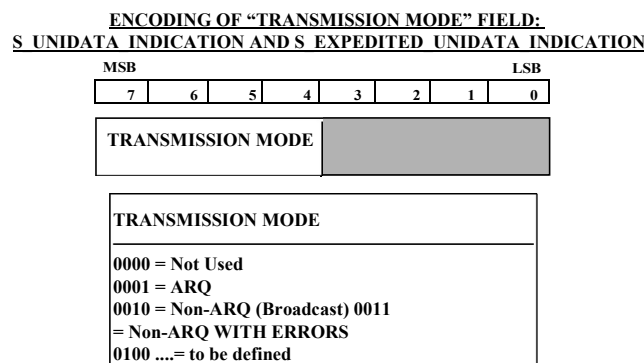 ENCODING OF “TRANSMISSION MODE” FIELD:
S_UNIDATA_INDICATION AND S_EXPEDITED_UNIDATA_INDICATION
MSB LSB
7 6 5 4 3 2 1 0
TRANSMISSION MODE
TRANSMISSION MODE
0000 = Not Used
0001 = ARQ
0010 = Non-ARQ (Broadcast) 0011
= Non-ARQ WITH ERRORS
0100 ....= to be defined